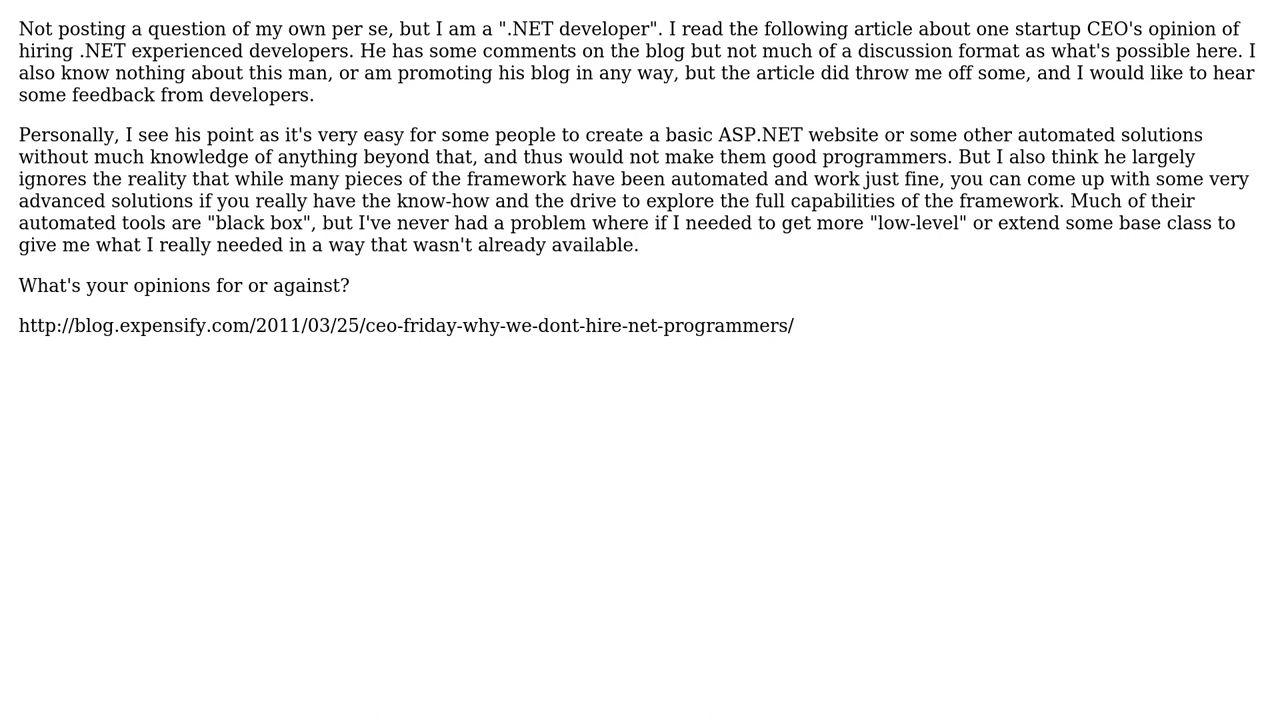 Not posting a question of my own per se, but I am a ".NET developer". I read the following article about one startup CEO's opinion of
hiring .NET experienced developers. He has some comments on the blog but not much of a discussion format as what's possible here. I
also know nothing about this man, or am promoting his blog in any way, but the article did throw me off some, and I would like to hear
some feedback from developers.
Personally, I see his point as it's very easy for some people to create a basic ASP.NET website or some other automated solutions
without much knowledge of anything beyond that, and thus would not make them good programmers. But I also think he largely
ignores the reality that while many pieces of the framework have been automated and work just fine, you can come up with some very
advanced solutions if you really have the know-how and the drive to explore the full capabilities of the framework. Much of their
automated tools are "black box", but I've never had a problem where if I needed to get more "low-level" or extend some base class to
give me what I really needed in a way that wasn't already available.
What's your opinions for or against?
http://blog.expensify.com/2011/03/25/ceo-friday-why-we-dont-hire-net-programmers/